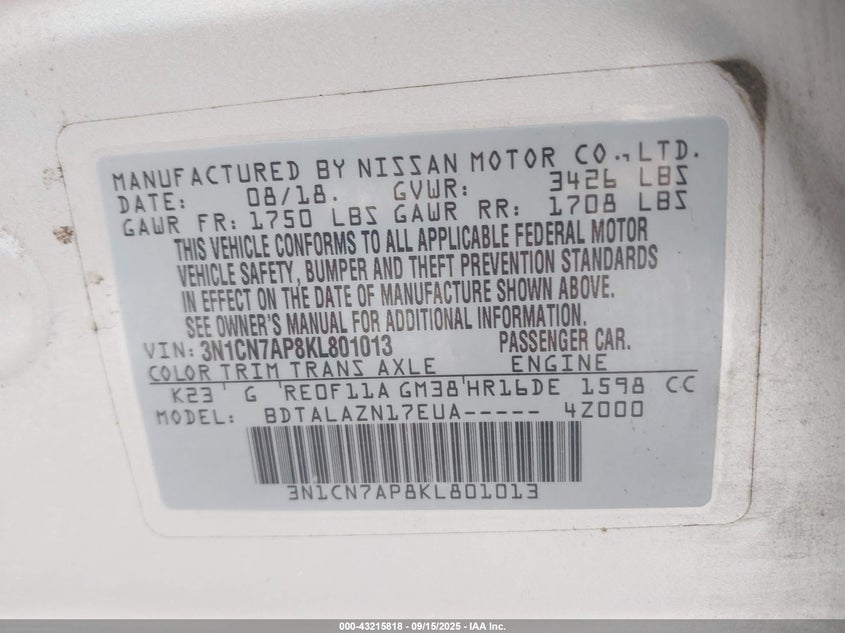 MANUFACTURED BY NISSAN MOTOR CO., LTD.
DATE: 08/18. GVWR: 3426 LBS
GAWR FR: 1750 LBS GAWR RR: 1708 LBS
THIS VEHICLE CONFORMS TO ALL APPLICABLE FEDERAL MOTOR
VEHICLE SAFETY, BUMPER AND THEFT PREVENTION STANDARDS
IN EFFECT ON THE DATE OF MANUFACTURE SHOWN ABOVE.
SEE OWNER'S MANUAL FOR ADDITIONAL INFORMATION.
VIN: 3N1CN7AP8KL801013 PASSENGER CAR.
COLOR TRIM TRANS AXLE ENGINE
K23 G RE0F11A GM38 HR16DE 1598 CC
MODEL: BDTALAZN17EUA----- 4Z000
3N1CN7AP8KL801013
000-43215818 - 09/15/2025 - IAA Inc.